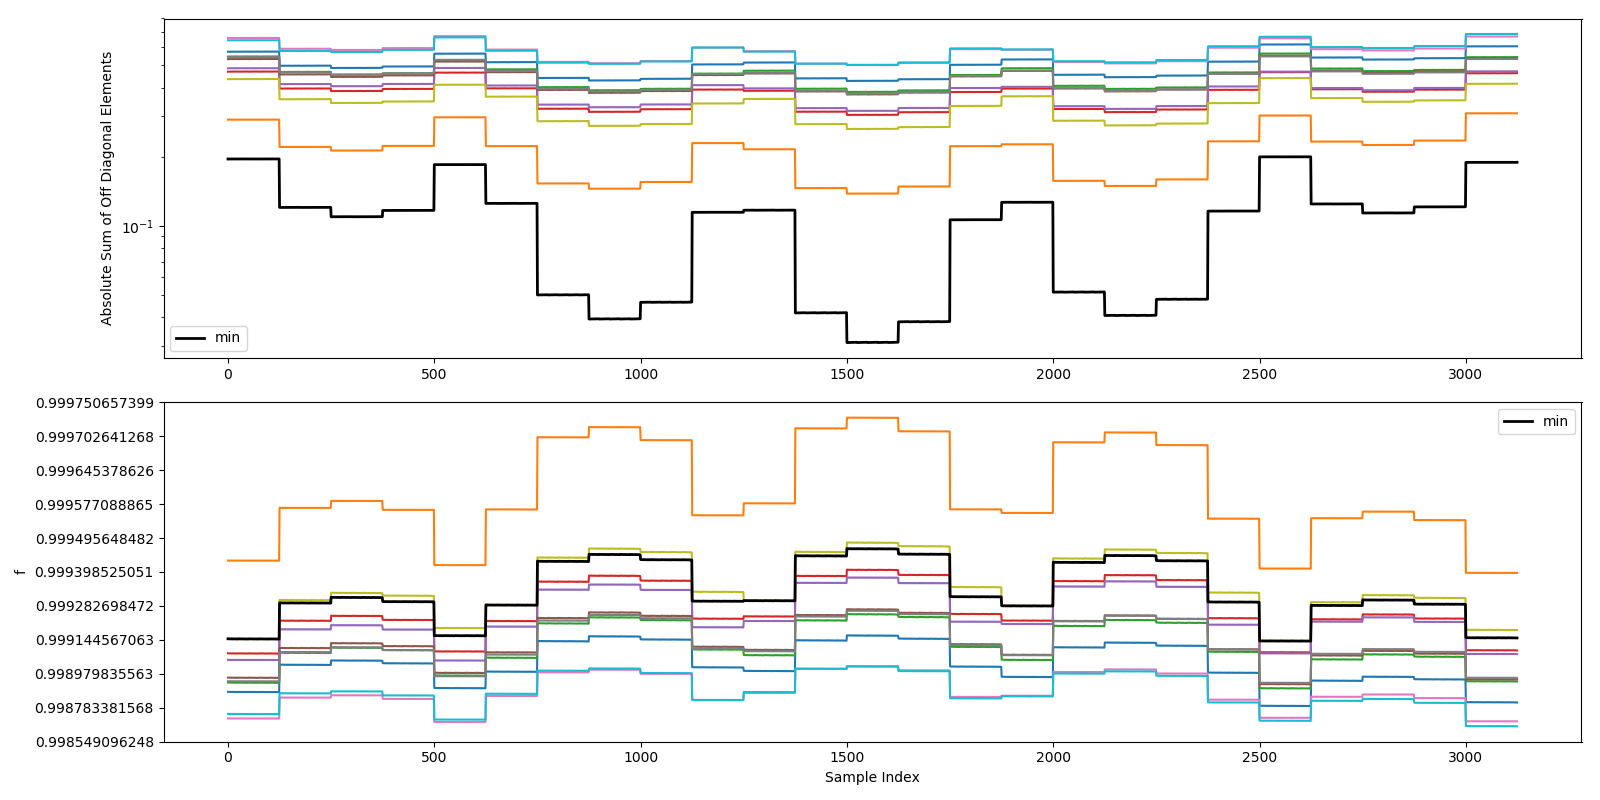 Absolute Sum of Off Diagonal Elements
10⁻¹
min
0 500 1000 1500 2000 2500 3000
f
0.999750657399
0.999702641268
0.999645378626
0.999577088865
0.999495648482
0.999398525051
0.999282698472
0.999144567063
0.998979835563
0.998783381568
0.998549096248
min
0 500 1000 1500 2000 2500 3000
Sample Index